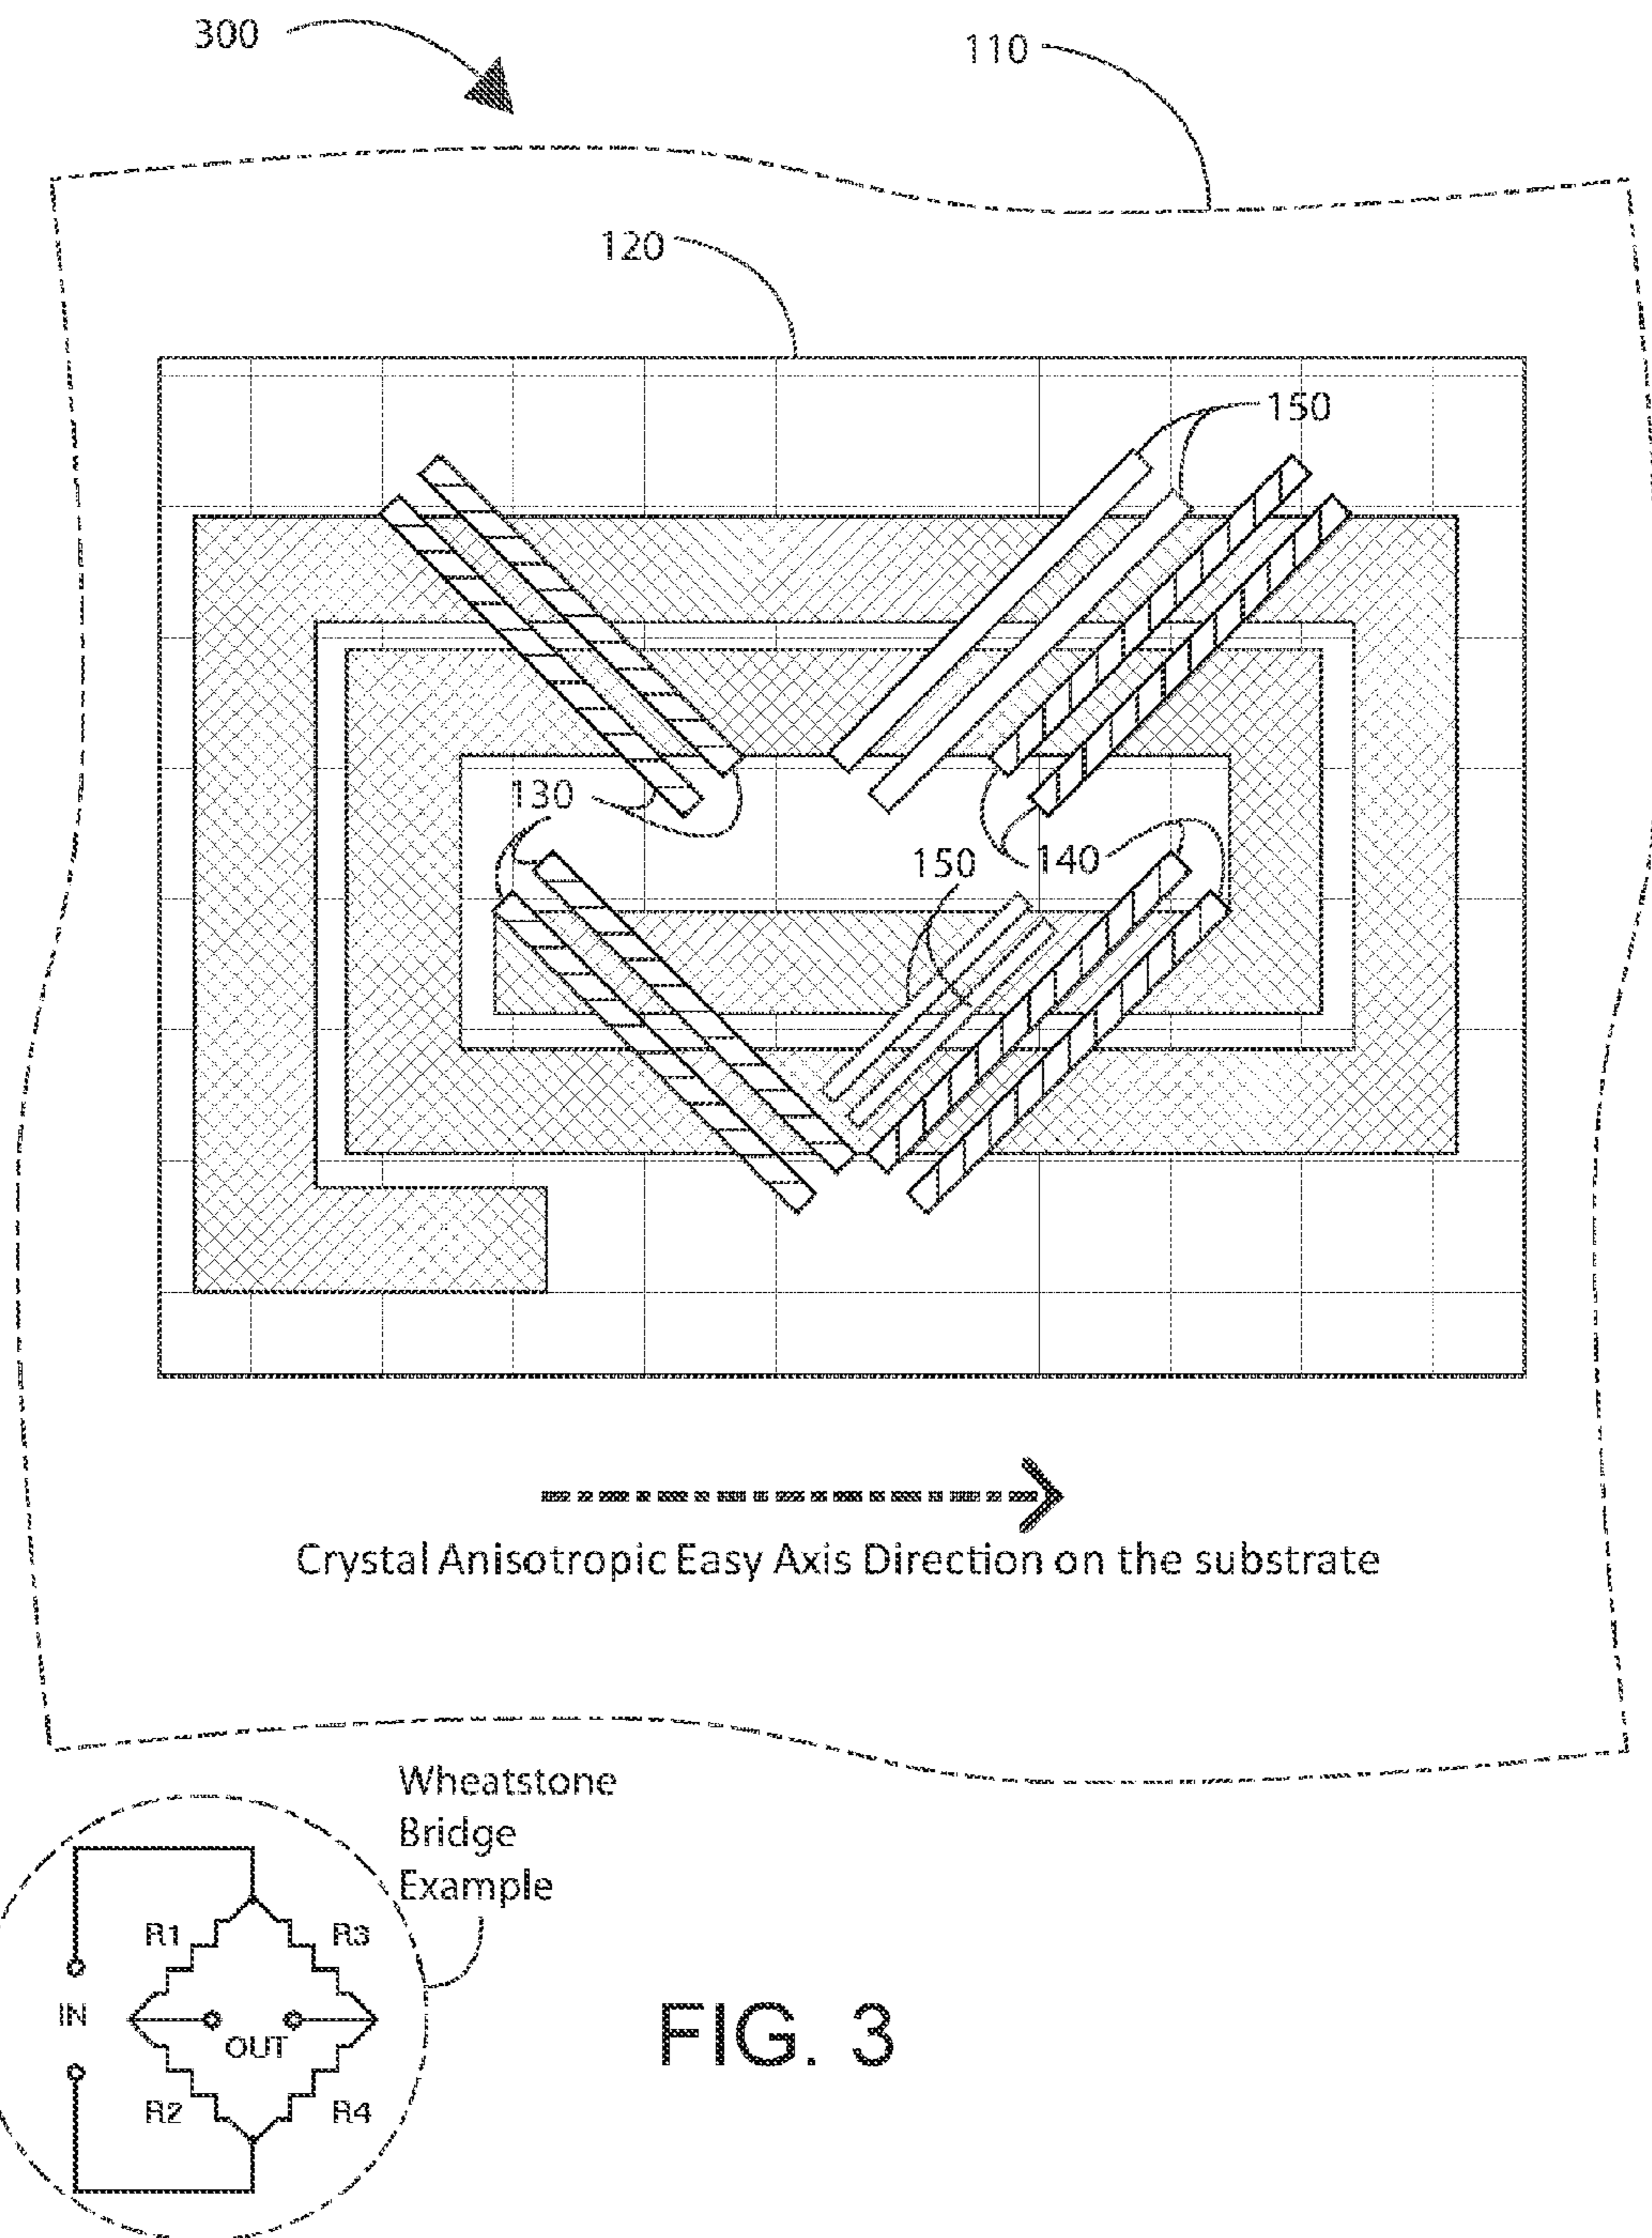 300
110
120
150
130
150
140
Crystal Anisotropic Easy Axis Direction on the substrate
Wheatstone
Bridge
Example
R1
R3
IN
OUT
R2
R4
FIG. 3